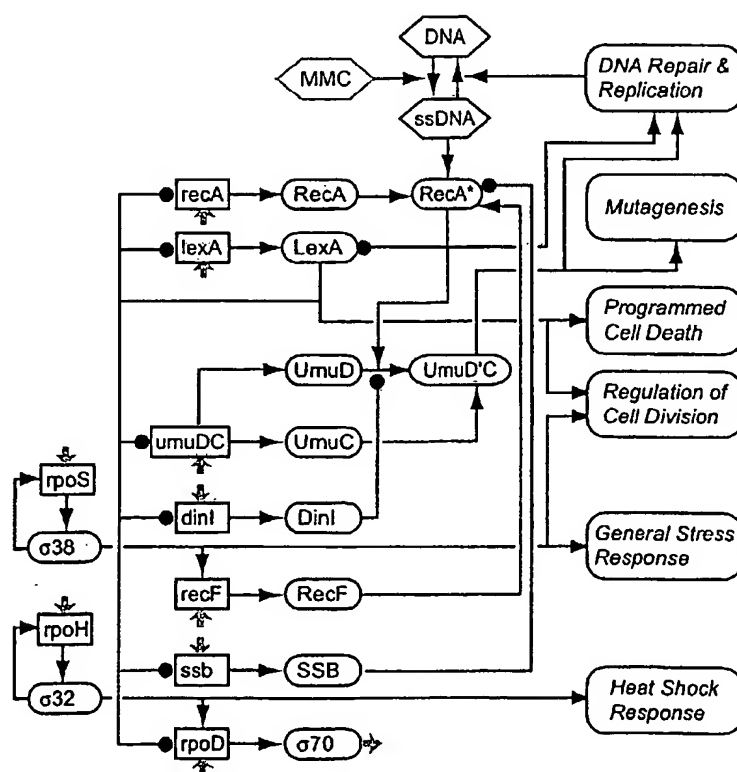 DNA
MMC
DNA Repair &
Replication
ssDNA
recA
RecA
RecA*
Mutagenesis
lexA
LexA
Programmed
Cell Death
UmuD
UmuD'C
Regulation of
Cell Division
umuDC
UmuC
rpoS
dinI
DinI
General Stress
Response
σ38
recF
RecF
rpoH
ssb
SSB
Heat Shock
Response
σ32
rpoD
σ70